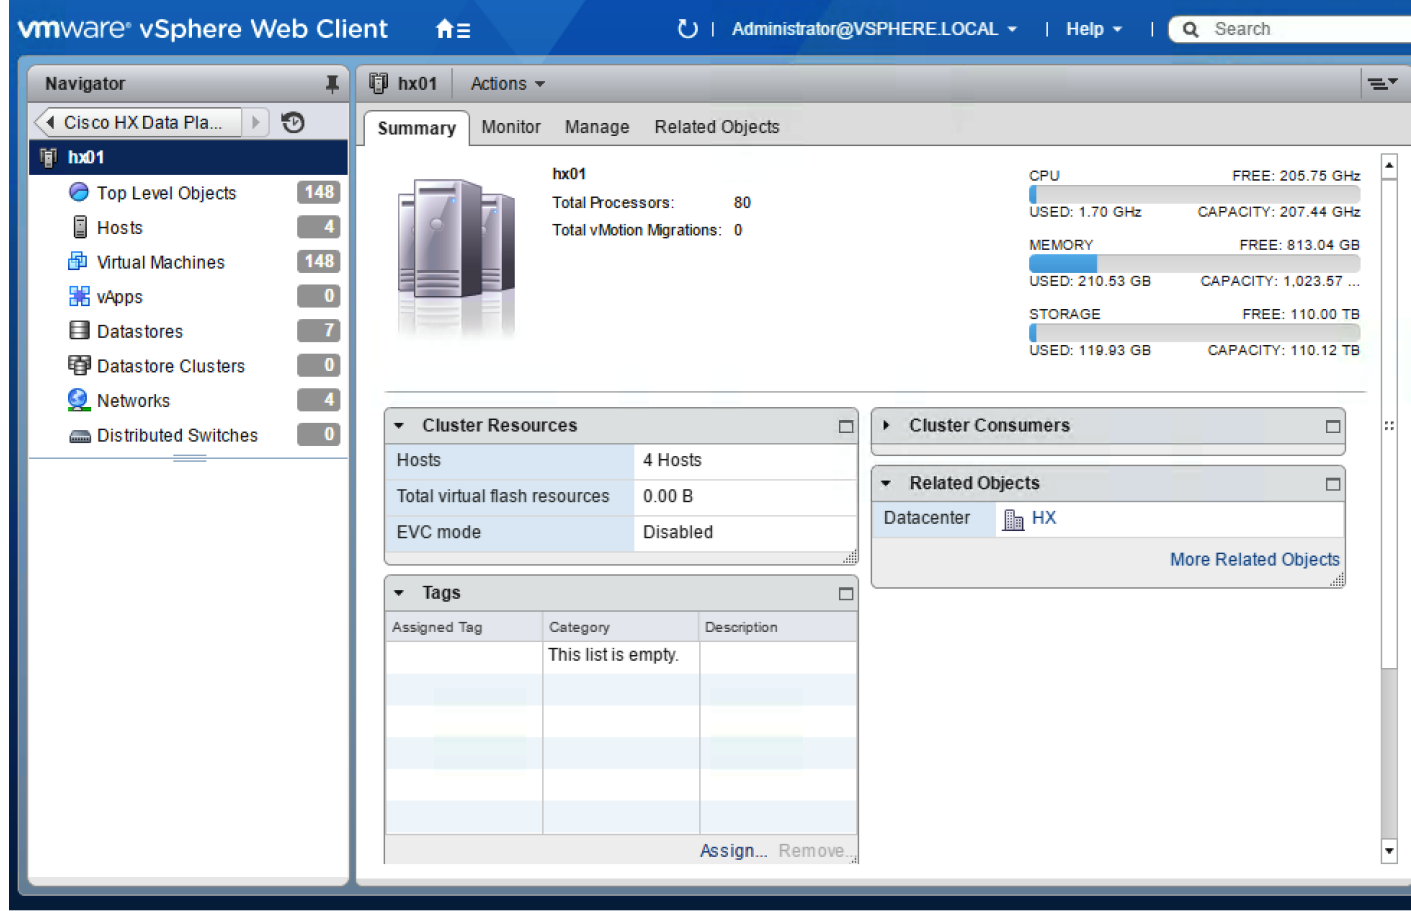 vmware® vSphere Web Client
Administrator@VSPHERE.LOCAL
Help
Search
Navigator
Cisco HX Data Pla...
hx01
Top Level Objects 148
Hosts 4
Virtual Machines 148
vApps 0
Datastores 7
Datastore Clusters 0
Networks 4
Distributed Switches 0
hx01 Actions
Summary Monitor Manage Related Objects
hx01
Total Processors: 80
Total vMotion Migrations: 0
CPU FREE: 205.75 GHz
USED: 1.70 GHz CAPACITY: 207.44 GHz
MEMORY FREE: 813.04 GB
USED: 210.53 GB CAPACITY: 1,023.57 ...
STORAGE FREE: 110.00 TB
USED: 119.93 GB CAPACITY: 110.12 TB
Cluster Resources
Hosts 4 Hosts
Total virtual flash resources 0.00 B
EVC mode Disabled
Tags
Assigned Tag Category Description
This list is empty.
Assign... Remove...
Cluster Consumers
Related Objects
Datacenter HX
More Related Objects